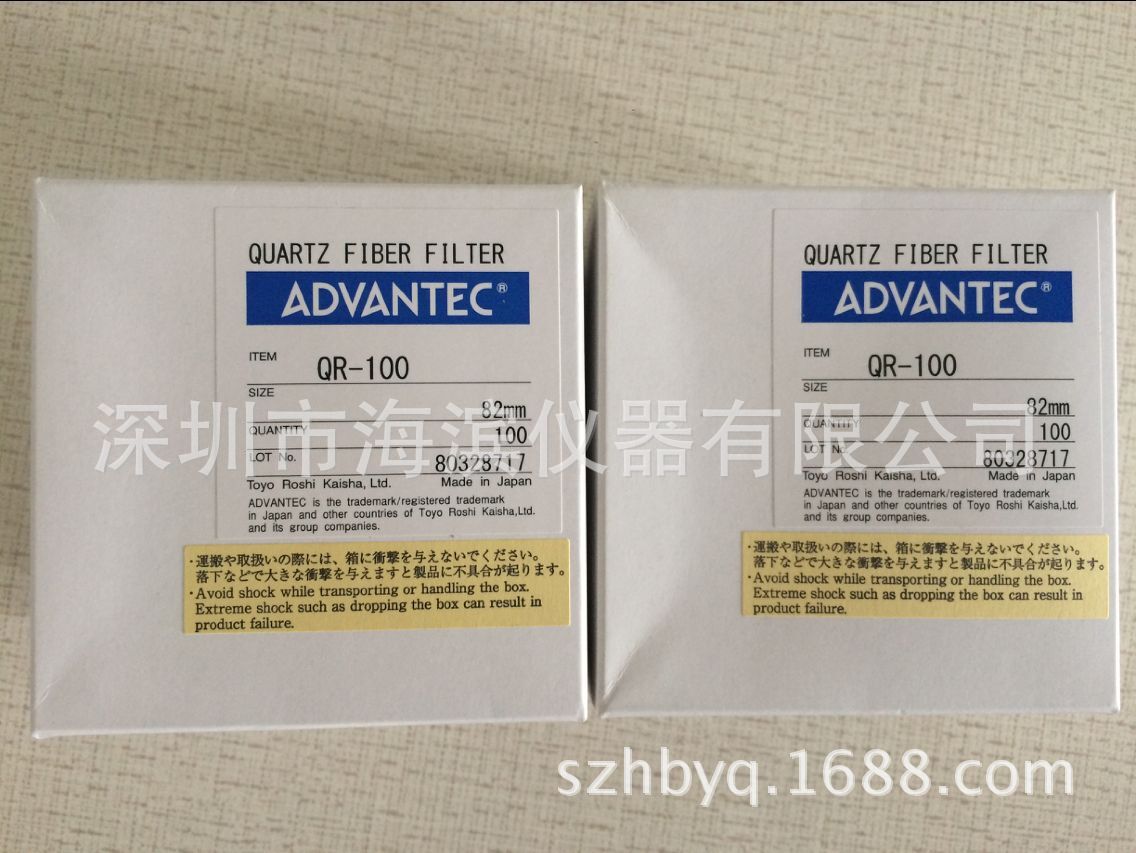 QUARTZ FIBER FILTER
ADVANTEC®
ITEM QR-100
SIZE 82mm
QUANTITY 100
LOT No. 80328717
Toyo Roshi Kaisha, Ltd. Made in Japan
ADVANTEC is the trademark/registered trademark
in Japan and other countries of Toyo Roshi Kaisha,Ltd.
and its group companies.
・運搬や取扱いの際には、箱に衝撃を与えないでください。
落下などで大きな衝撃を与えますと製品に不具合が起ります。
・Avoid shock while transporting or handling the box.
Extreme shock such as dropping the box can result in
product failure.
QUARTZ FIBER FILTER
ADVANTEC®
ITEM QR-100
SIZE 82mm
QUANTITY 100
LOT No. 80328717
Toyo Roshi Kaisha, Ltd. Made in Japan
ADVANTEC is the trademark/registered trademark
in Japan and other countries of Toyo Roshi Kaisha,Ltd.
and its group companies.
・運搬や取扱いの際には、箱に衝撃を与えないでください。
落下などで大きな衝撃を与えますと製品に不具合が起ります。
・Avoid shock while transporting or handling the box.
Extreme shock such as dropping the box can result in
product failure.
深圳市海滨仪器有限公司
szhbyq.1688.com